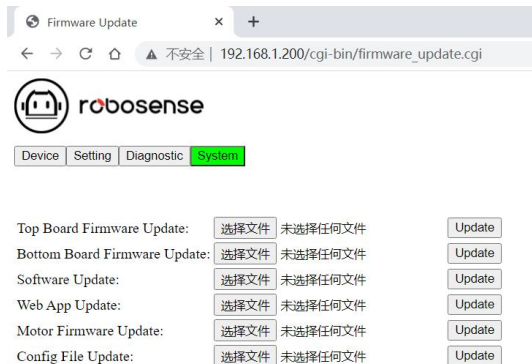 Firmware Update
不安全 | 192.168.1.200/cgi-bin/firmware_update.cgi
robosense
Device Setting Diagnostic System
Top Board Firmware Update: 选择文件 未选择任何文件 Update
Bottom Board Firmware Update: 选择文件 未选择任何文件 Update
Software Update: 选择文件 未选择任何文件 Update
Web App Update: 选择文件 未选择任何文件 Update
Motor Firmware Update: 选择文件 未选择任何文件 Update
Config File Update: 选择文件 未选择任何文件 Update